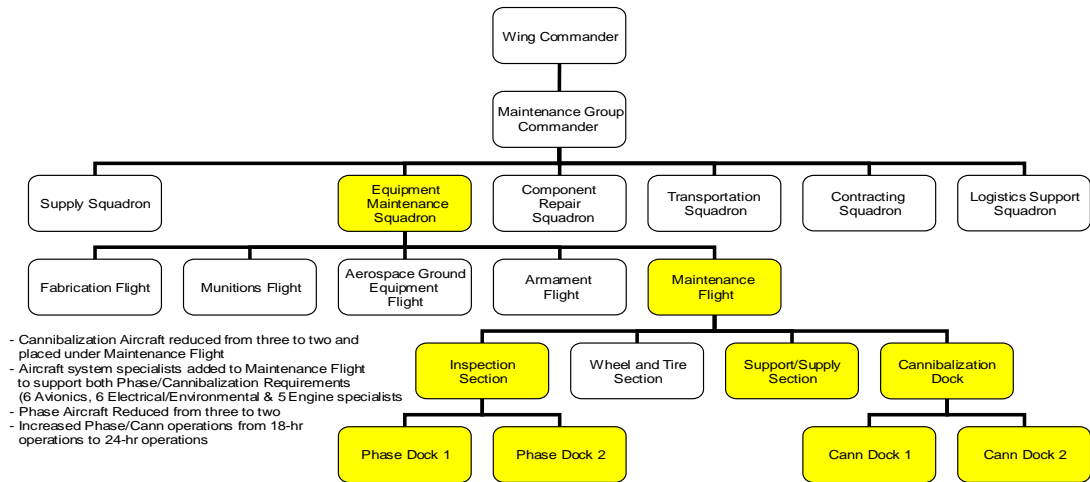 Wing Commander
Maintenance Group
Commander
Supply Squadron
Equipment
Maintenance
Squadron
Component
Repair
Squadron
Transportation
Squadron
Contracting
Squadron
Logistics Support
Squadron
Fabrication Flight
Munitions Flight
Aerospace Ground
Equipment
Flight
Armament
Flight
Maintenance
Flight
- Cannibalization Aircraft reduced from three to two and
placed under Maintenance Flight
- Aircraft system specialists added to Maintenance Flight
to support both Phase/Cannibalization Requirements
(6 Avionics, 6 Electrical/Environmental & 5 Engine specialists
- Phase Aircraft Reduced from three to two
- Increased Phase/Cann operations from 18-hr
operations to 24-hr operations
Inspection
Section
Wheel and Tire
Section
Support/Supply
Section
Cannibalization
Dock
Phase Dock 1
Phase Dock 2
Cann Dock 1
Cann Dock 2